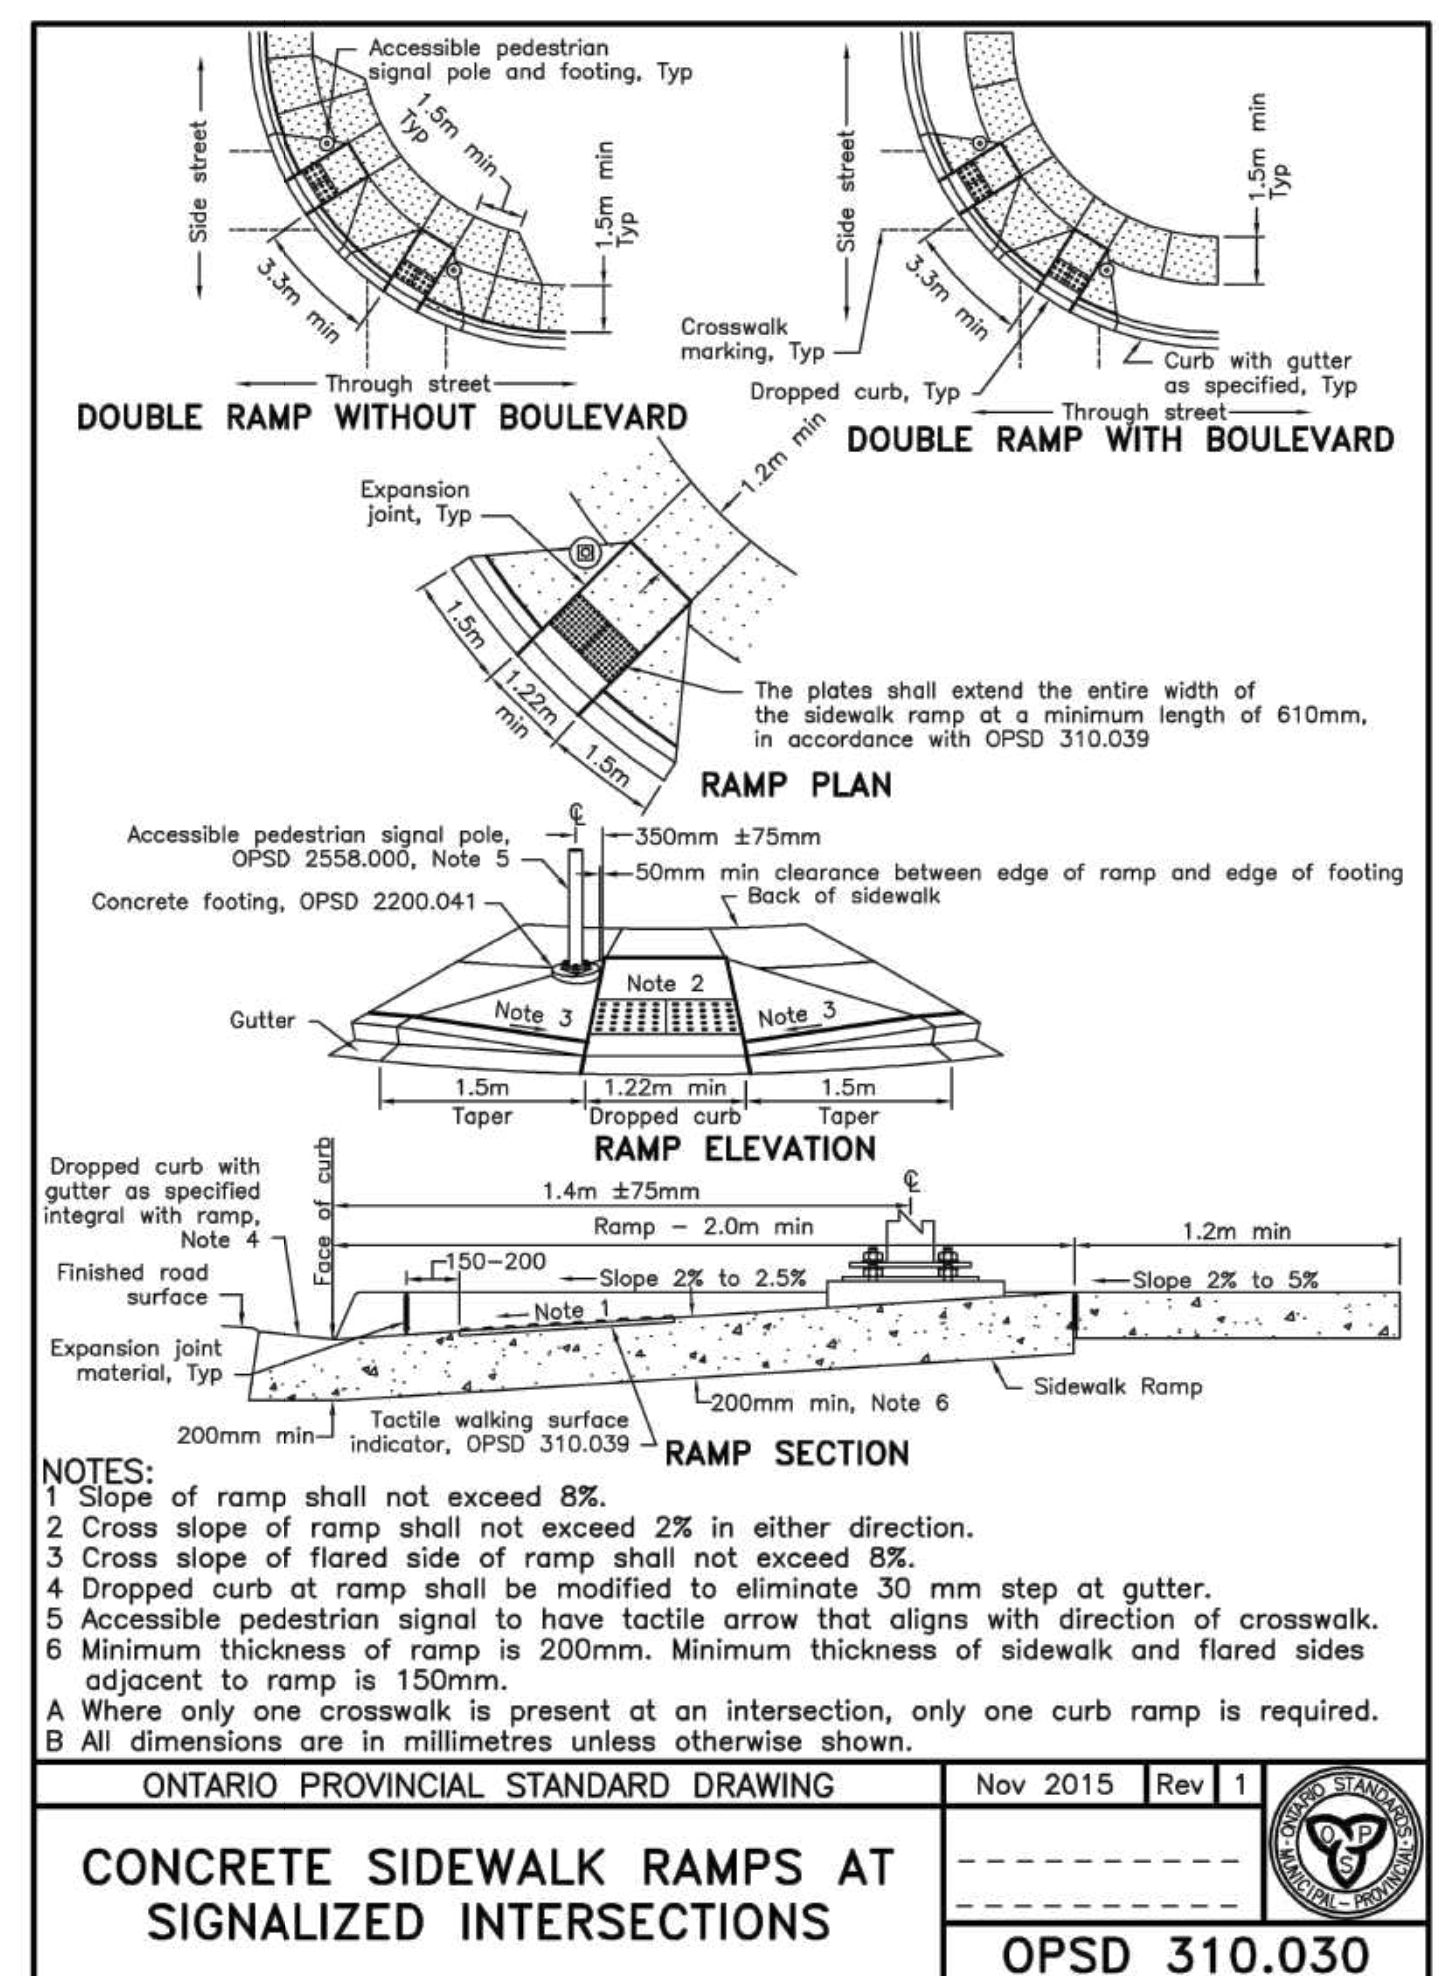 Accessible pedestrian
signal pole and footing, Typ
1.5m min
Typ
1.5m min
Typ
Side street
3.3m min
Through street
DOUBLE RAMP WITHOUT BOULEVARD
Side street
1.5m min
Typ
3.3m min
Crosswalk
marking, Typ
Dropped curb, Typ
Curb with gutter
as specified, Typ
Through street
DOUBLE RAMP WITH BOULEVARD
1.2m min
Expansion
joint, Typ
1.5m
1.22m
min
1.5m
The plates shall extend the entire width of
the sidewalk ramp at a minimum length of 610mm,
in accordance with OPSD 310.039
RAMP PLAN
Accessible pedestrian signal pole,
OPSD 2558.000, Note 5
Concrete footing, OPSD 2200.041
℄
350mm ±75mm
50mm min clearance between edge of ramp and edge of footing
Back of sidewalk
Gutter
Note 3
Note 2
Note 3
1.5m
Taper
1.22m min
Dropped curb
1.5m
Taper
RAMP ELEVATION
Dropped curb with
gutter as specified
integral with ramp,
Note 4
Face of curb
1.4m ±75mm
℄
Ramp - 2.0m min
1.2m min
Finished road
surface
150-200
Slope 2% to 2.5%
Slope 2% to 5%
Note 1
Expansion joint
material, Typ
200mm min
Tactile walking surface
indicator, OPSD 310.039
200mm min, Note 6
Sidewalk Ramp
RAMP SECTION
NOTES:
1 Slope of ramp shall not exceed 8%.
2 Cross slope of ramp shall not exceed 2% in either direction.
3 Cross slope of flared side of ramp shall not exceed 8%.
4 Dropped curb at ramp shall be modified to eliminate 30 mm step at gutter.
5 Accessible pedestrian signal to have tactile arrow that aligns with direction of crosswalk.
6 Minimum thickness of ramp is 200mm. Minimum thickness of sidewalk and flared sides
adjacent to ramp is 150mm.
A Where only one crosswalk is present at an intersection, only one curb ramp is required.
B All dimensions are in millimetres unless otherwise shown.
ONTARIO PROVINCIAL STANDARD DRAWING
Nov 2015
Rev
1
CONCRETE SIDEWALK RAMPS AT
SIGNALIZED INTERSECTIONS
ONTARIO STANDARDS
MUNICIPAL-PROVINCIAL
O P
S
OPSD 310.030